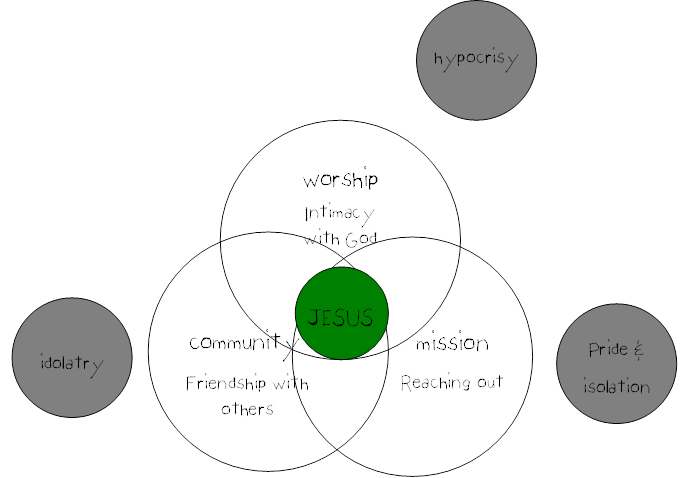 hypocrisy
worship
Intimacy
with God
JESUS
community
Friendship with
others
mission
Reaching out
idolatry
Pride &
isolation